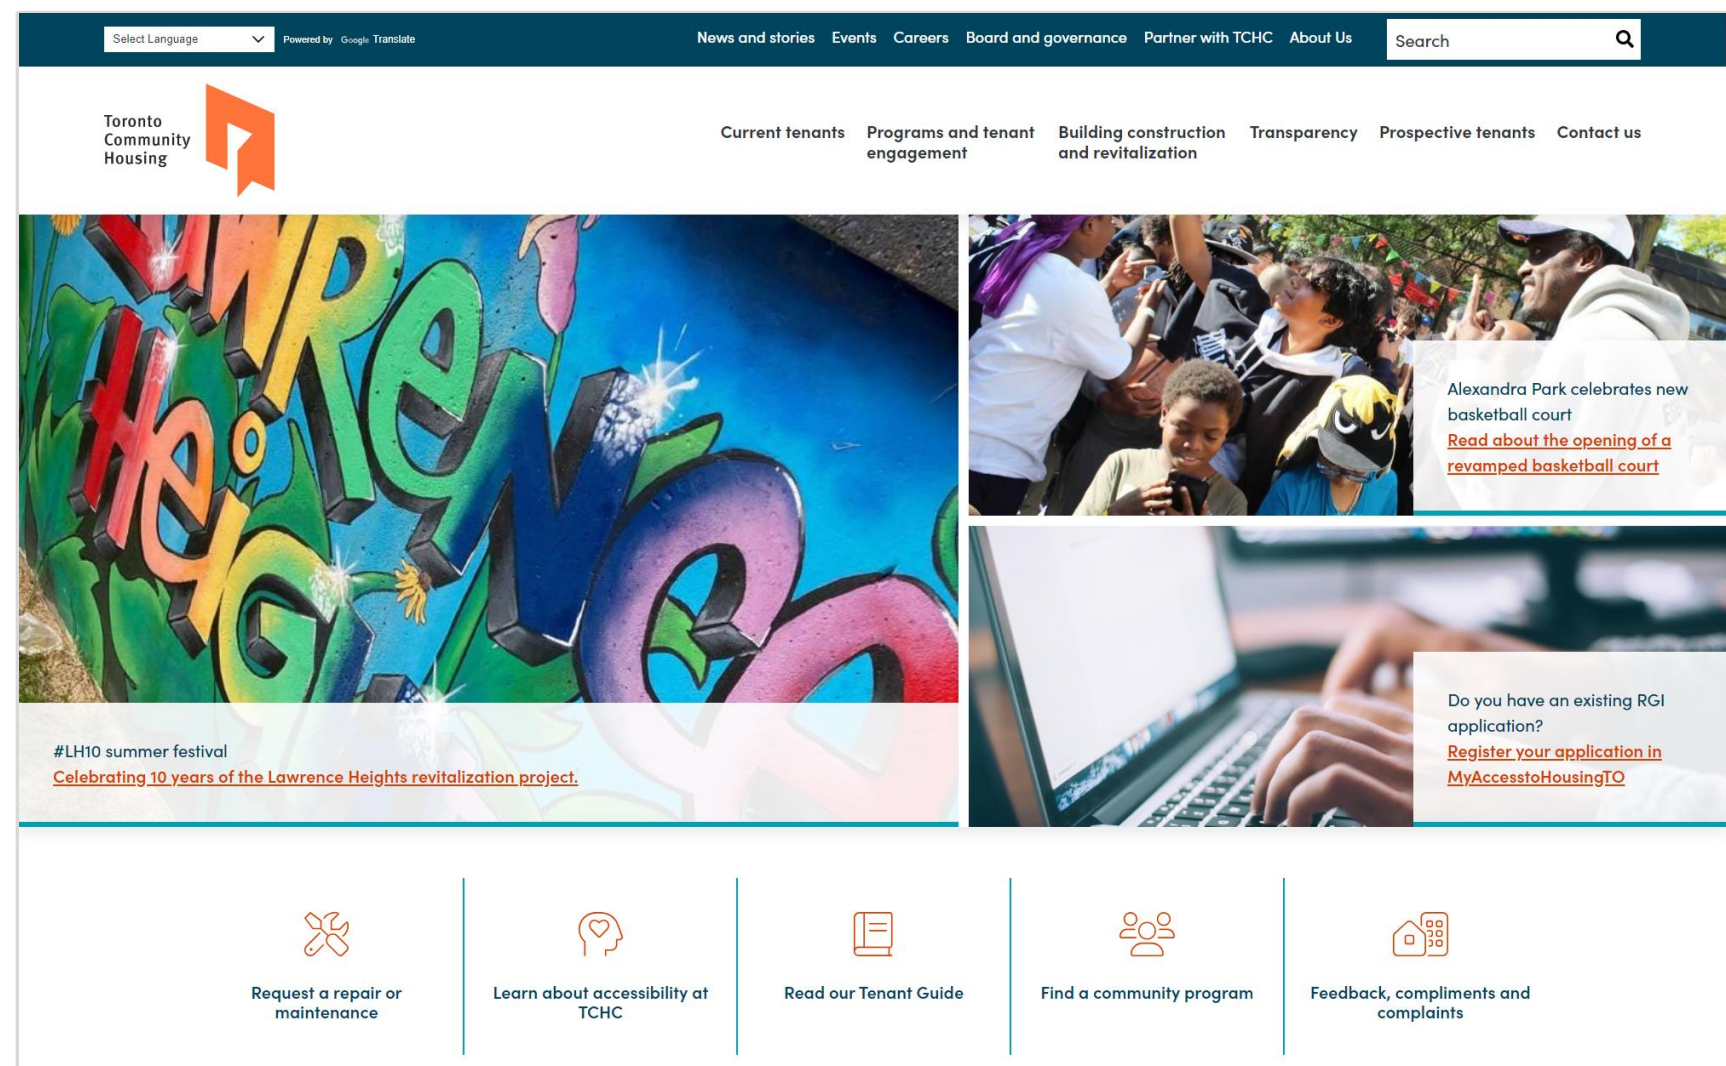 Select Language
Powered by Google Translate
News and stories Events Careers Board and governance Partner with TCHC About Us
Search
Toronto
Community
Housing
Current tenants
Programs and tenant
engagement
Building construction
and revitalization
Transparency
Prospective tenants
Contact us
Alexandra Park celebrates new
basketball court
Read about the opening of a
revamped basketball court
#LH10 summer festival
Celebrating 10 years of the Lawrence Heights revitalization project.
Do you have an existing RGI
application?
Register your application in
MyAccesstoHousingTO
Request a repair or
maintenance
Learn about accessibility at
TCHC
Read our Tenant Guide
Find a community program
Feedback, compliments and
complaints